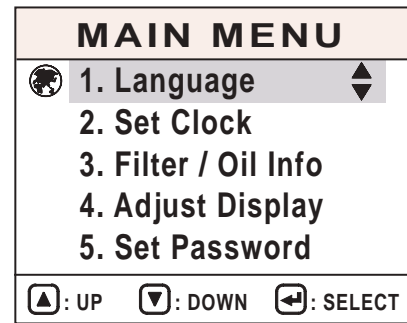 MAIN MENU
1. Language
2. Set Clock
3. Filter / Oil Info
4. Adjust Display
5. Set Password
: UP : DOWN : SELECT